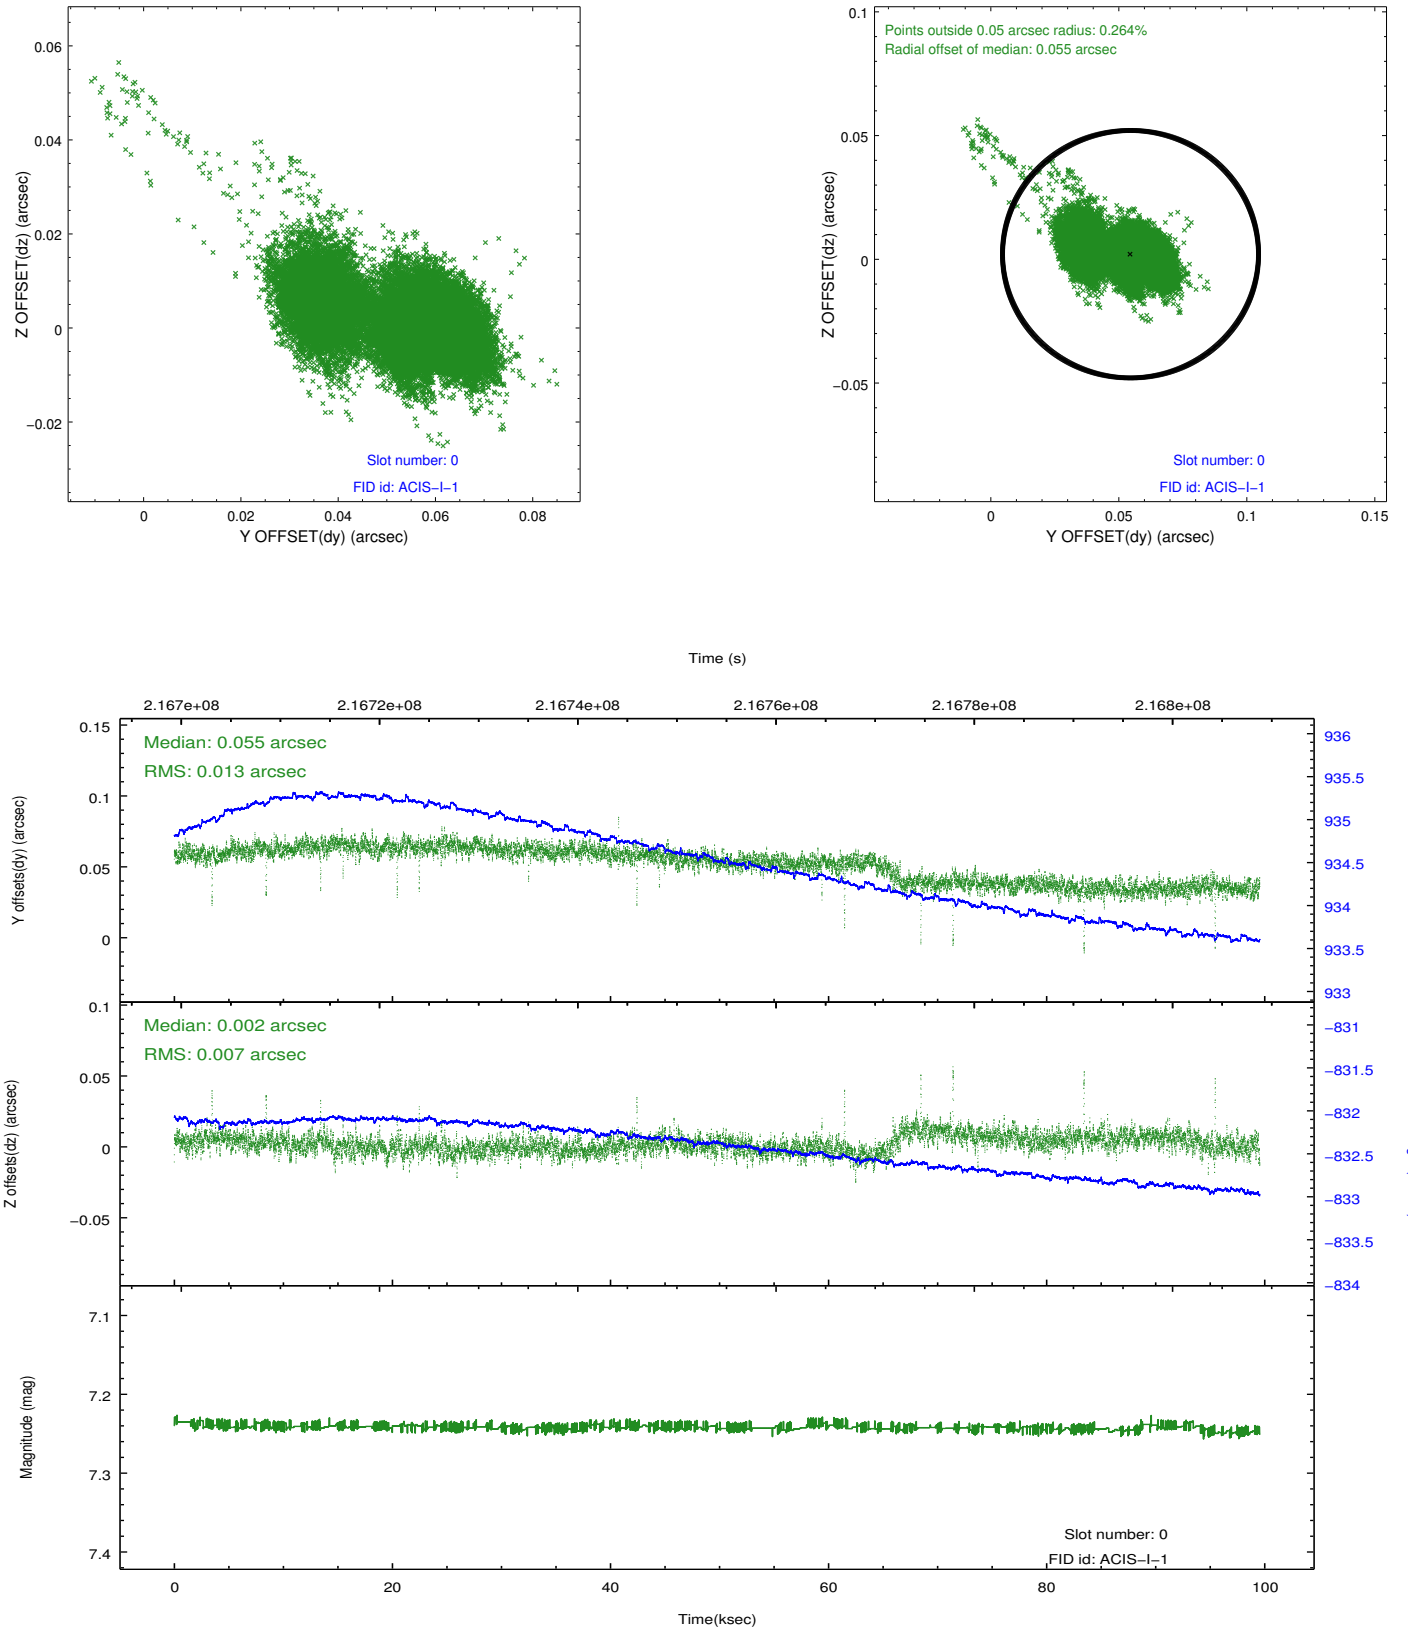 0.06
0.04
0.02
0
−0.02
Z OFFSET(dz) (arcsec)
Slot number: 0
FID id: ACIS−I−1
0 0.02 0.04 0.06 0.08
Y OFFSET(dy) (arcsec)
0.1
0.05
0
−0.05
Z OFFSET(dz) (arcsec)
Points outside 0.05 arcsec radius: 0.264%
Radial offset of median: 0.055 arcsec
Slot number: 0
FID id: ACIS−I−1
0 0.05 0.1 0.15
Y OFFSET(dy) (arcsec)
Time (s)
2.167e+08 2.1672e+08 2.1674e+08 2.1676e+08 2.1678e+08 2.168e+08
0.15
0.1
0.05
0
Y offsets(dy) (arcsec)
Median: 0.055 arcsec
RMS: 0.013 arcsec
936
935.5
935
934.5
934
933.5
933
0.1
0.05
0
−0.05
Z offsets(dz) (arcsec)
Median: 0.002 arcsec
RMS: 0.007 arcsec
−831
−831.5
−832
−832.5
−833
−833.5
−834
7.1
7.2
7.3
7.4
Magnitude (mag)
Slot number: 0
FID id: ACIS−I−1
0 20 40 60 80 100
Time(ksec)